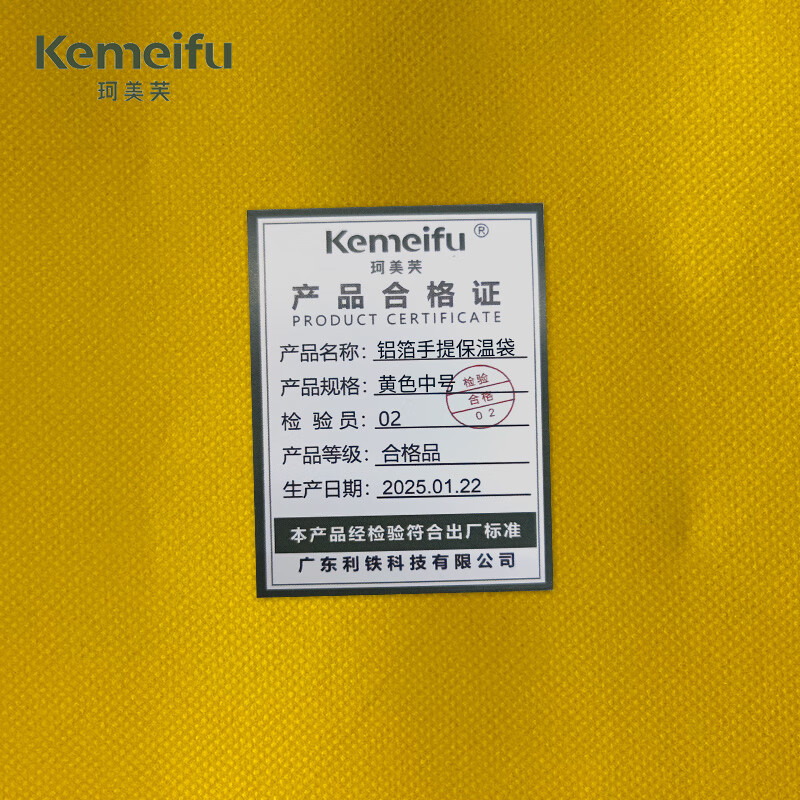 Kemeifu
珂美芙
Kemeifu®
珂美芙
产品合格证
PRODUCT CERTIFICATE
产品名称：铝箔手提保温袋
产品规格：黄色中号
检验员：02
产品等级：合格品
生产日期：2025.01.22
检验
合格
02
本产品经检验符合出厂标准
广东利铁科技有限公司